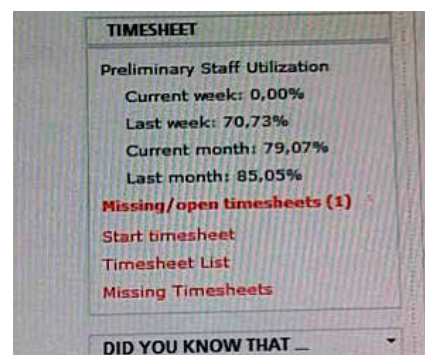 TIMESHEET
Preliminary Staff Utilization
Current week: 0,00%
Last week: 70,73%
Current month: 79,07%
Last month: 85,05%
Missing/open timesheets (1)
Start timesheet
Timesheet List
Missing Timesheets
DID YOU KNOW THAT ...